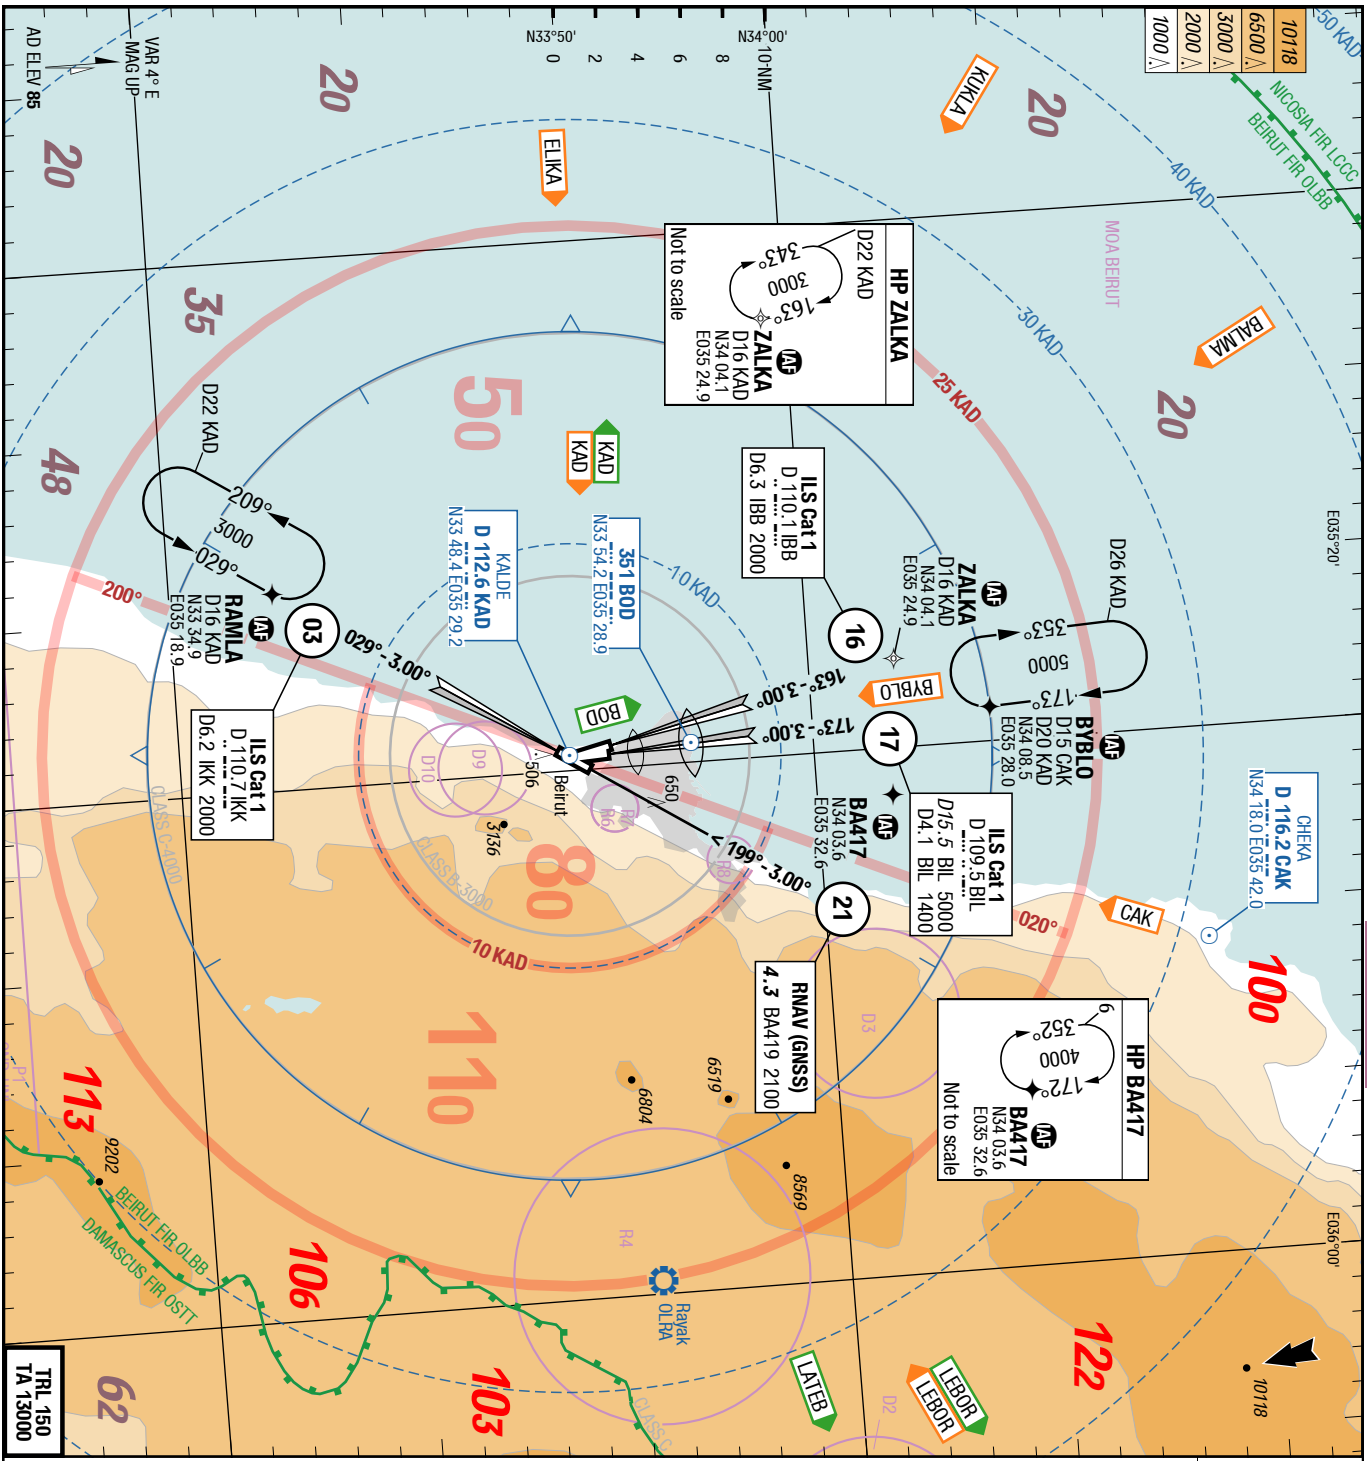 10118
6500
3000
2000
1000
50 KAD
NICOSIA FIR LCCC
BEIRUT FIR OLBB
40 KAD
30 KAD
MOA BEIRUT
KUKLA
BALMA
ELIKA
20
20
20
20
35
48
50
VAR 4° E
MAG UP
AD ELEV 85
N33°50'
N34°00'
0
2
4
6
8
10 NM
E035°20'
E036°00'
HP ZALKA
D22 KAD
343°
3000
163°
IAF
ZALKA
D16 KAD
N34 04.1
E035 24.9
Not to scale
25 KAD
KAD
KAD
D22 KAD
209°
3000
029°
IAF
RAMLA
D16 KAD
N33 34.9
E035 18.9
200°
03
029° - 3.00°
ILS Cat 1
D 110.7 IKK
D6.2 IKK 2000
KALDE
D 112.6 KAD
N33 48.4 E035 29.2
351 BOD
N33 54.2 E035 28.9
10 KAD
ILS Cat 1
D 110.1 IBB
D6.3 IBB 2000
16
IAF
ZALKA
D16 KAD
N34 04.1
E035 24.9
163° - 3.00°
173° - 3.00°
BYBLO
17
D26 KAD
353°
5000
173°
IAF
BYBLO
D15 CAK
D20 KAD
N34 08.5
E035 28.0
ILS Cat 1
D 109.5 BIL
D15.5 BIL 5000
D4.1 BIL 1400
IAF
BA417
N34 03.6
E035 32.6
BOD
Beirut
506
650
D9
D10
R6
R7
R8
3136
CLASS C-4000
CLASS B-3000
80
10 KAD
< 199° - 3.00°
21
RNAV (GNSS)
4.3 BA419 2100
020°
CAK
CHEKA
D 116.2 CAK
N34 18.0 E035 42.0
100
HP BA417
6
352°
4000
172°
IAF
BA417
N34 03.6
E035 32.6
Not to scale
D3
110
6804
6519
8569
R4
Rayak
OLRA
113
P1
9202
BEIRUT FIR OLBB
DAMASCUS FIR OSTT
106
103
122
62
CLASS C-
LATEB
LEBOR
LEBOR
D2
10118
TRL 150
TA 13000